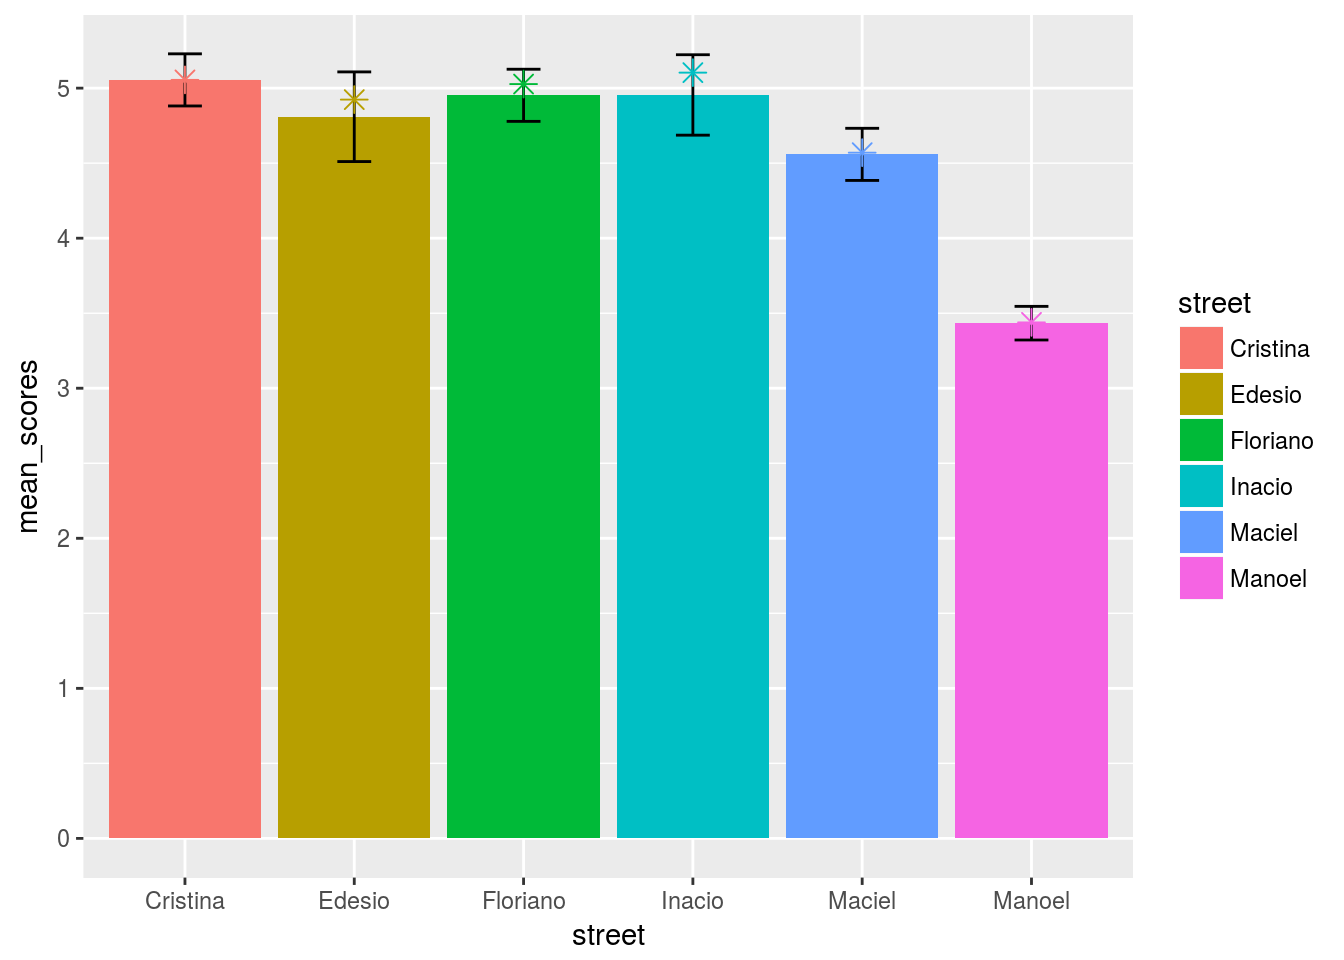 mean_scores
5
4
3
2
1
0
Cristina Edesio Floriano Inacio Maciel Manoel
street
street
Cristina
Edesio
Floriano
Inacio
Maciel
Manoel